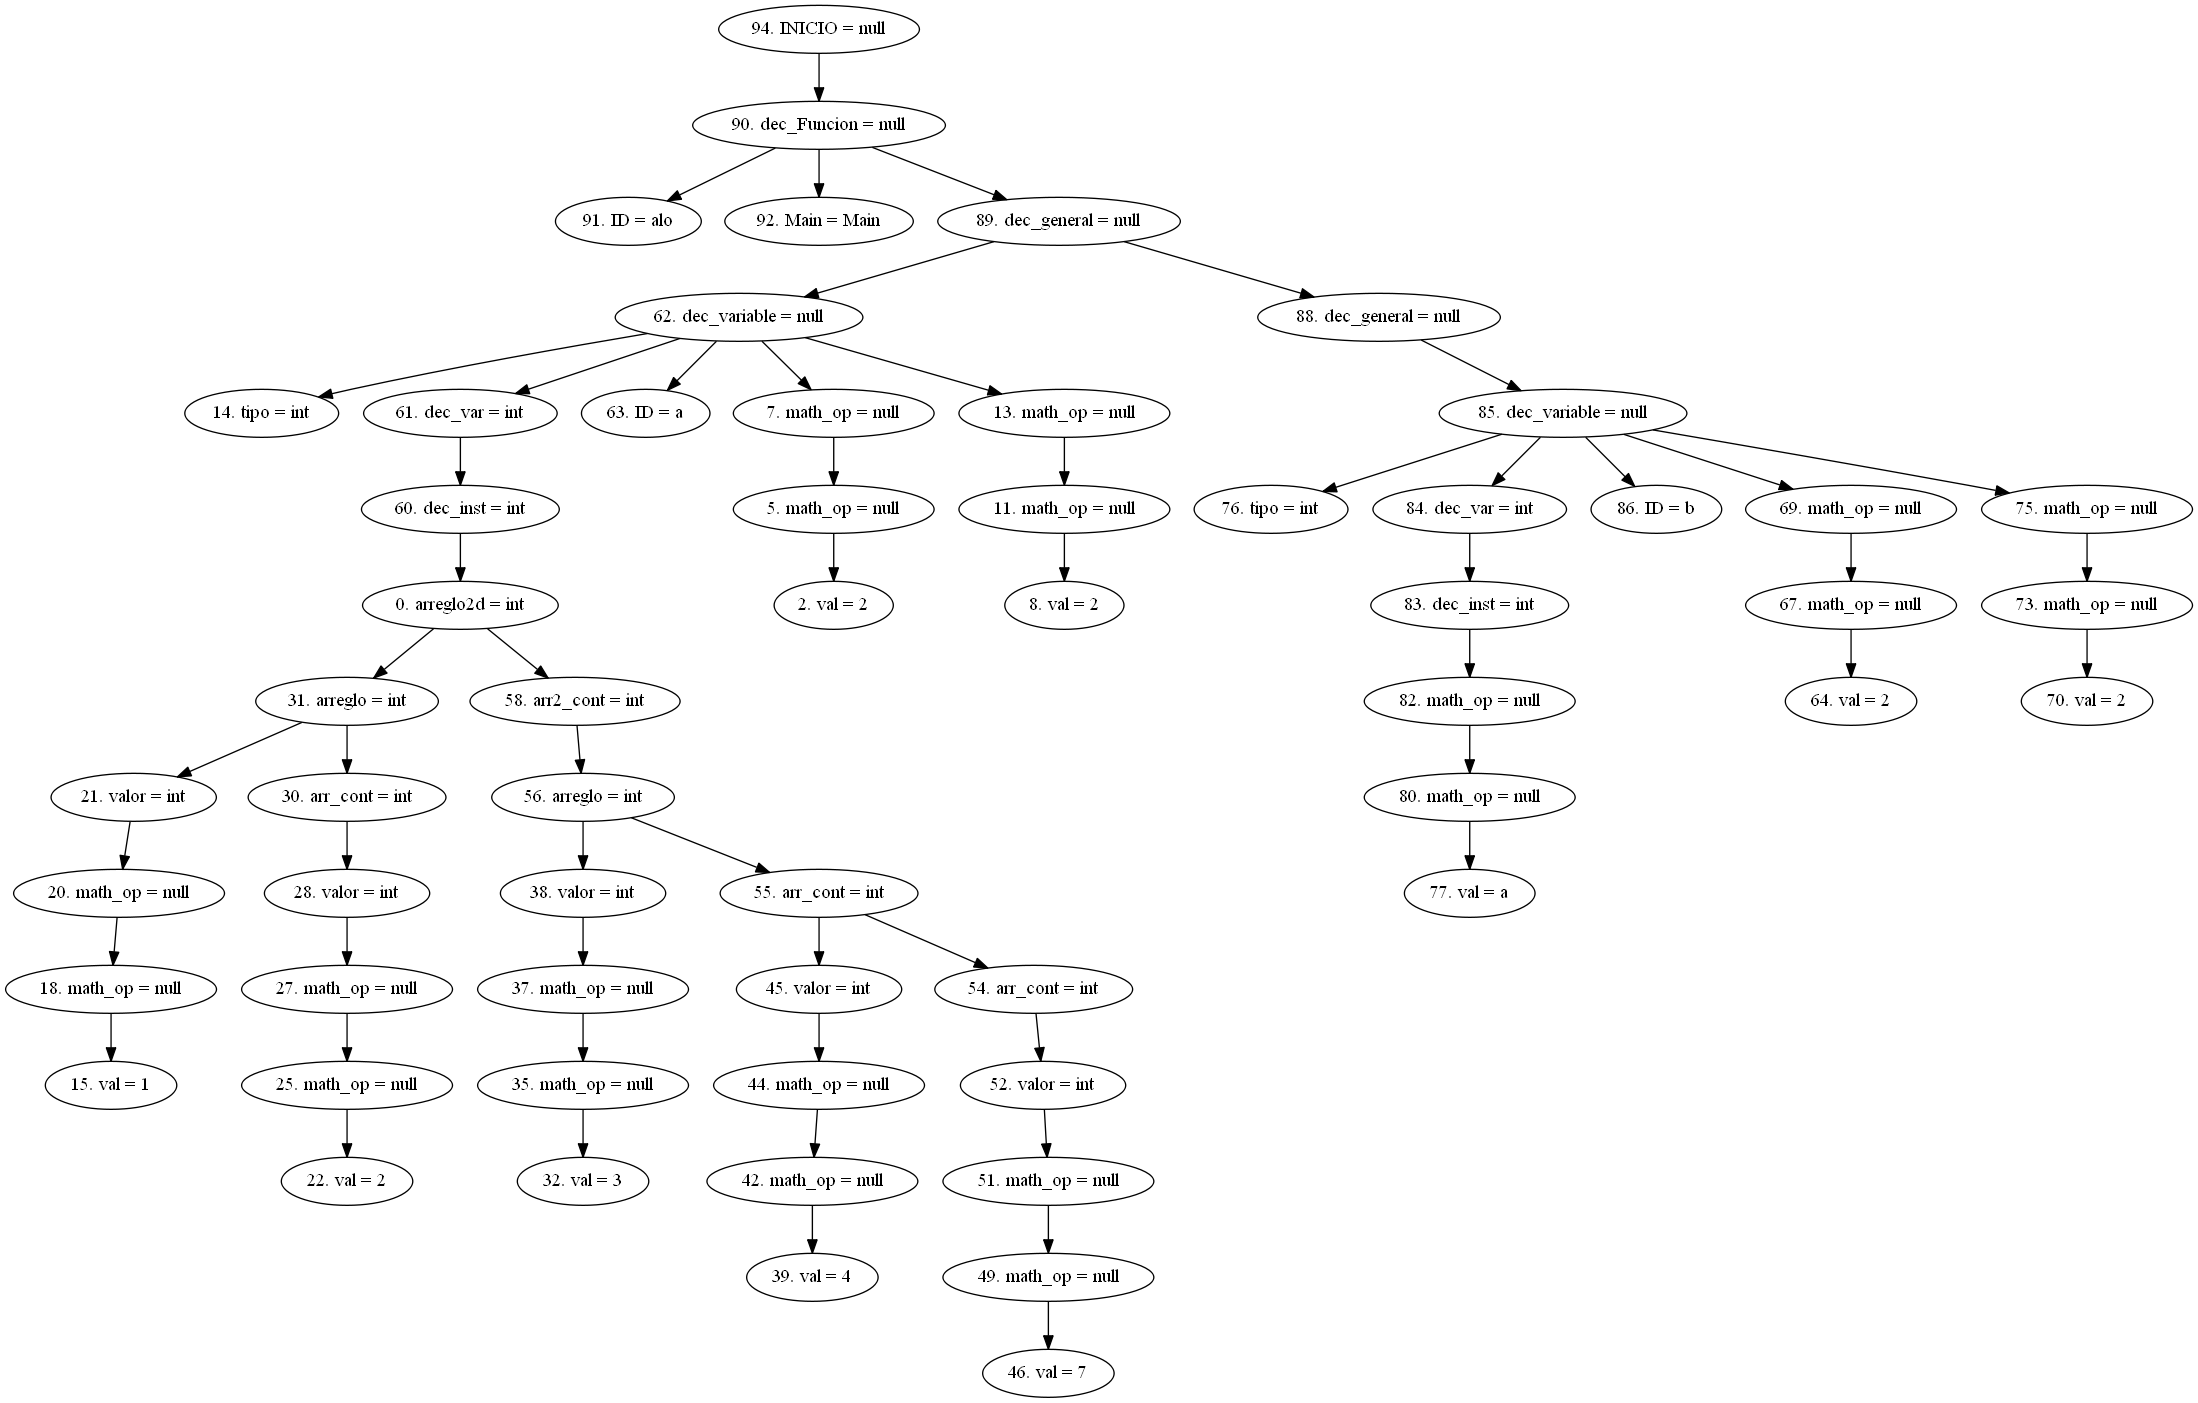 94. INICIO = null
90. dec_Funcion = null
91. ID = alo
92. Main = Main
89. dec_general = null
62. dec_variable = null
88. dec_general = null
14. tipo = int
61. dec_var = int
63. ID = a
7. math_op = null
13. math_op = null
85. dec_variable = null
60. dec_inst = int
5. math_op = null
11. math_op = null
76. tipo = int
84. dec_var = int
86. ID = b
69. math_op = null
75. math_op = null
0. arreglo2d = int
2. val = 2
8. val = 2
83. dec_inst = int
67. math_op = null
73. math_op = null
31. arreglo = int
58. arr2_cont = int
82. math_op = null
64. val = 2
70. val = 2
21. valor = int
30. arr_cont = int
56. arreglo = int
80. math_op = null
20. math_op = null
28. valor = int
38. valor = int
55. arr_cont = int
77. val = a
18. math_op = null
27. math_op = null
37. math_op = null
45. valor = int
54. arr_cont = int
15. val = 1
25. math_op = null
35. math_op = null
44. math_op = null
52. valor = int
22. val = 2
32. val = 3
42. math_op = null
51. math_op = null
39. val = 4
49. math_op = null
46. val = 7